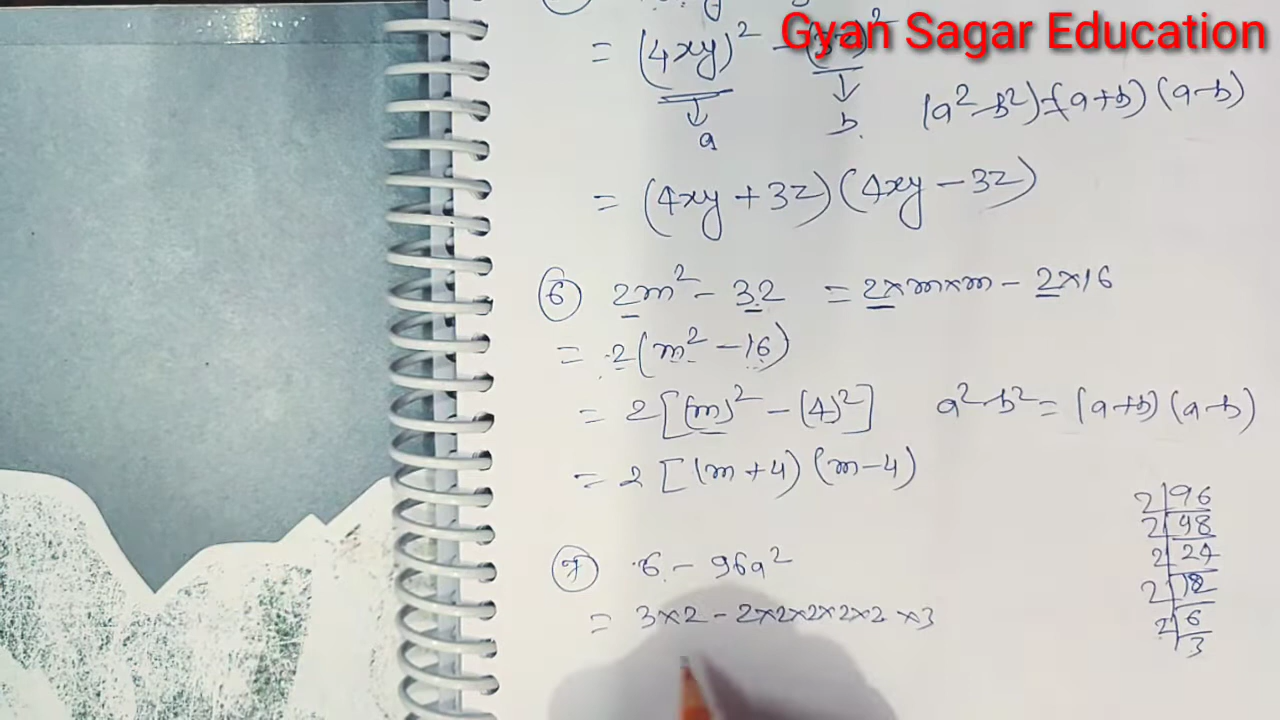 Gyan Sagar Education
= (4xy)² - (3z)²
a b
(a² - b²) = (a+b) (a-b)
= (4xy + 3z) (4xy - 3z)
6 2m² - 32 = 2×m×m - 2×16
= 2(m² - 16)
= 2[(m)² - (4)²] a² - b² = (a+b) (a-b)
= 2[(m+4) (m-4)
7 6 - 96a²
= 3×2 - 2×2×2×2×2×3
2 96
2 48
2 24
2 12
2 6
3